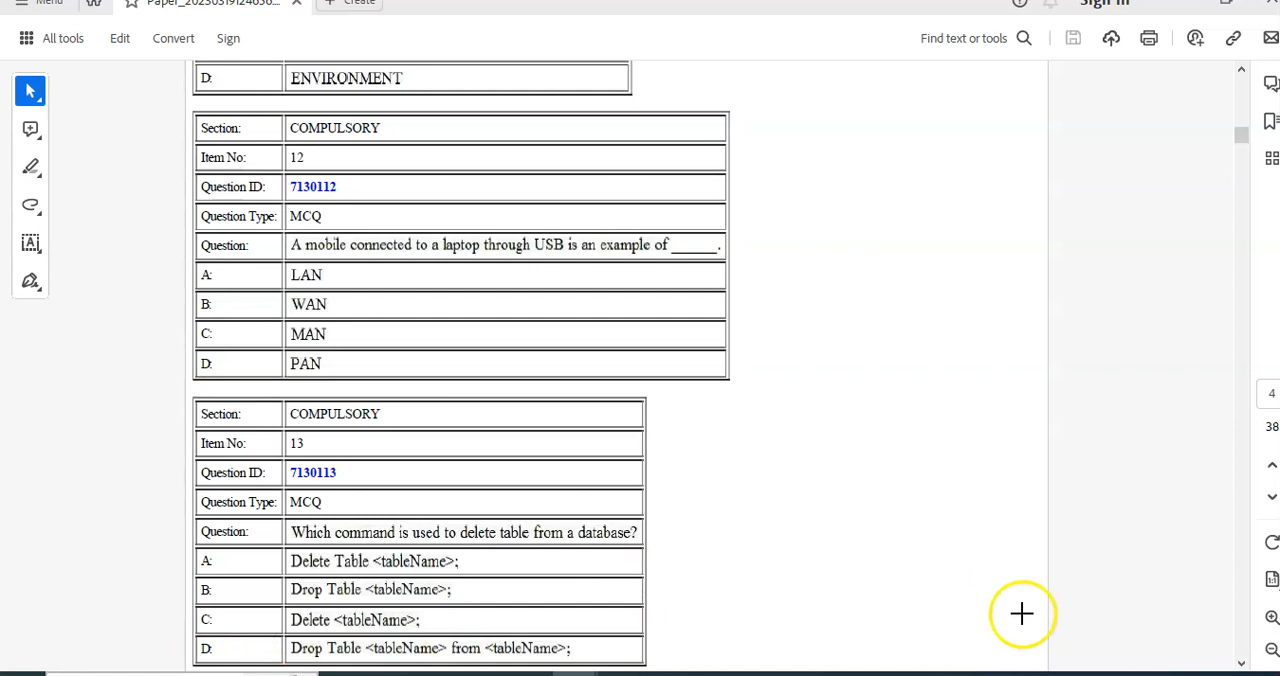 Menu
Paper_20230319124656...
Create
Sign in
All tools
Edit
Convert
Sign
Find text or tools
D: ENVIRONMENT
Section: COMPULSORY
Item No: 12
Question ID: 7130112
Question Type: MCQ
Question: A mobile connected to a laptop through USB is an example of ______.
A: LAN
B: WAN
C: MAN
D: PAN
Section: COMPULSORY
Item No: 13
Question ID: 7130113
Question Type: MCQ
Question: Which command is used to delete table from a database?
A: Delete Table <tableName>;
B: Drop Table <tableName>;
C: Delete <tableName>;
D: Drop Table <tableName> from <tableName>;
4
38